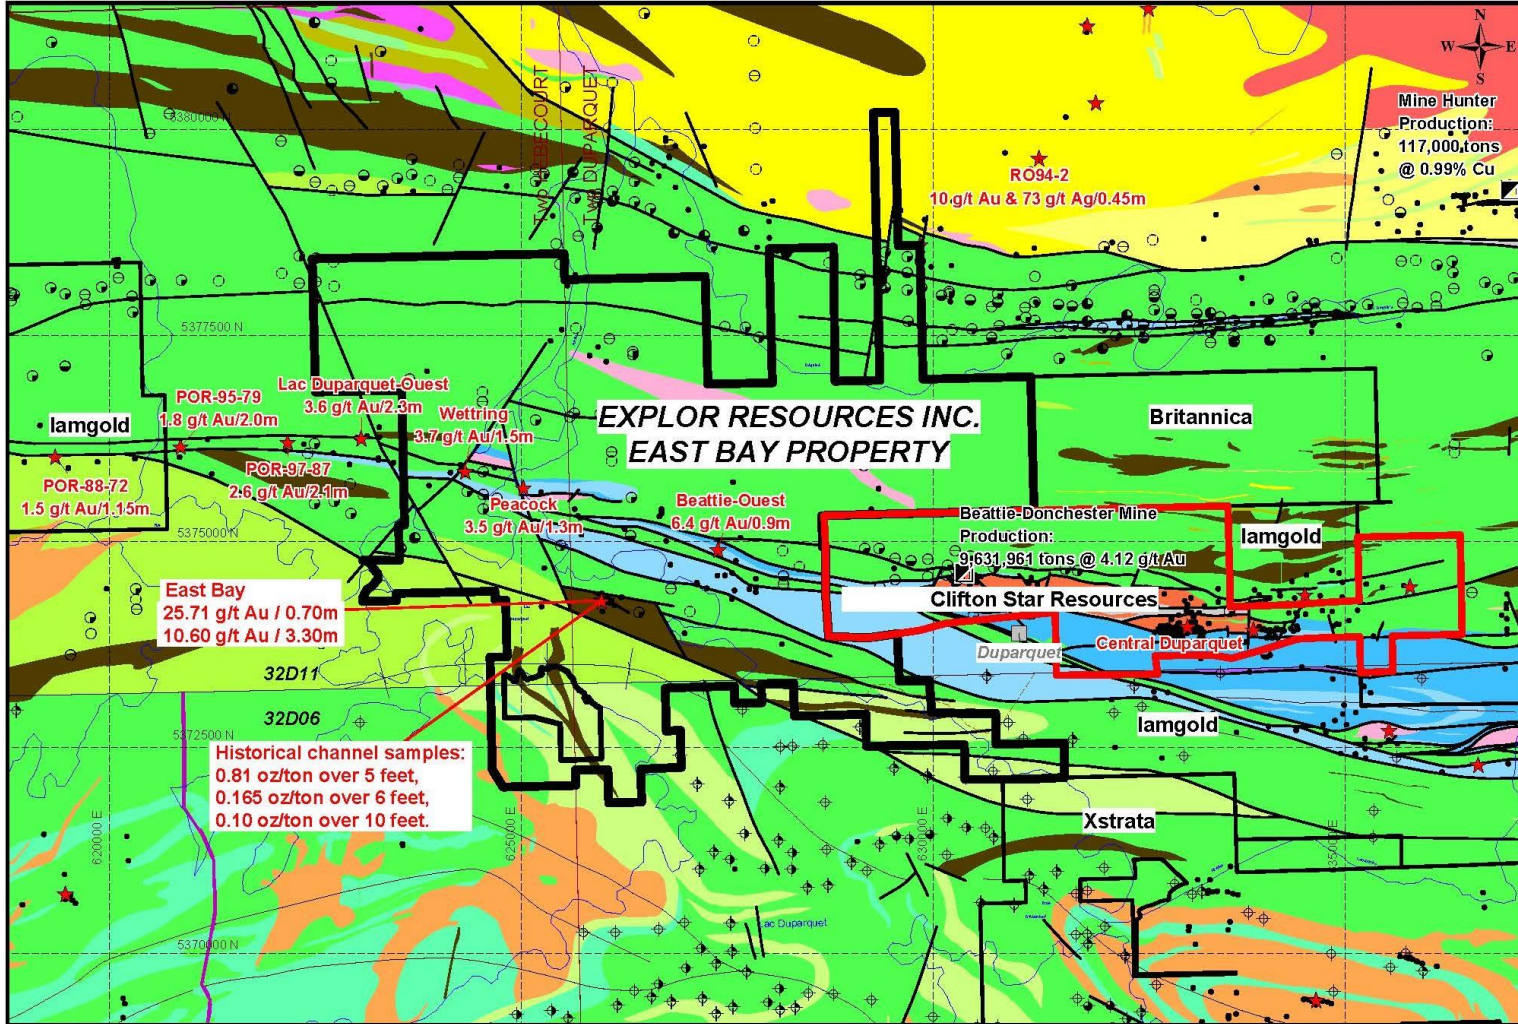 N
W E
S
Mine Hunter
Production:
117,000 tons
@ 0.99% Cu
5380000 N
TWP HEBECOURT
TWP DUPARQUET
RO94-2
10 g/t Au & 73 g/t Ag/0.45m
5377500 N
Iamgold
POR-95-79
1.8 g/t Au/2.0m
Lac Duparquet-Ouest
3.6 g/t Au/2.3m
Wettring
3.7 g/t Au/1.5m
EXPLOR RESOURCES INC.
EAST BAY PROPERTY
Britannica
POR-88-72
1.5 g/t Au/1.15m
POR-97-87
2.6 g/t Au/2.1m
Peacock
3.5 g/t Au/1.3m
Beattie-Ouest
6.4 g/t Au/0.9m
Beattie-Donchester Mine
Production:
9,631,961 tons @ 4.12 g/t Au
Iamgold
5375000 N
East Bay
25.71 g/t Au / 0.70m
10.60 g/t Au / 3.30m
Clifton Star Resources
Duparquet
Central Duparquet
32D11
32D06
Iamgold
5372500 N
Historical channel samples:
0.81 oz/ton over 5 feet,
0.165 oz/ton over 6 feet,
0.10 oz/ton over 10 feet.
620000 E
625000 E
630000 E
Xstrata
Lac Duparquet
5370000 N